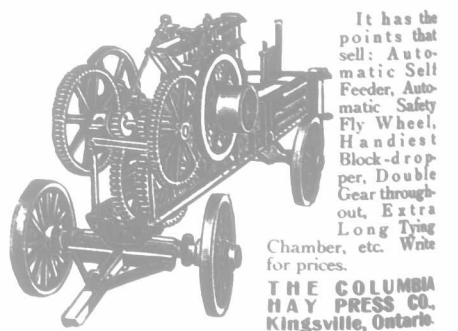 It has the
points that
sell: Auto-
matic Self
Feeder, Auto-
matic Safety
Fly Wheel,
Handiest
Block-drop-
per, Double
Gear through-
out, Extra
Long Tying
Chamber, etc. Write
for prices.
THE COLUMBIA
HAY PRESS CO.,
Kingsville, Ontario.